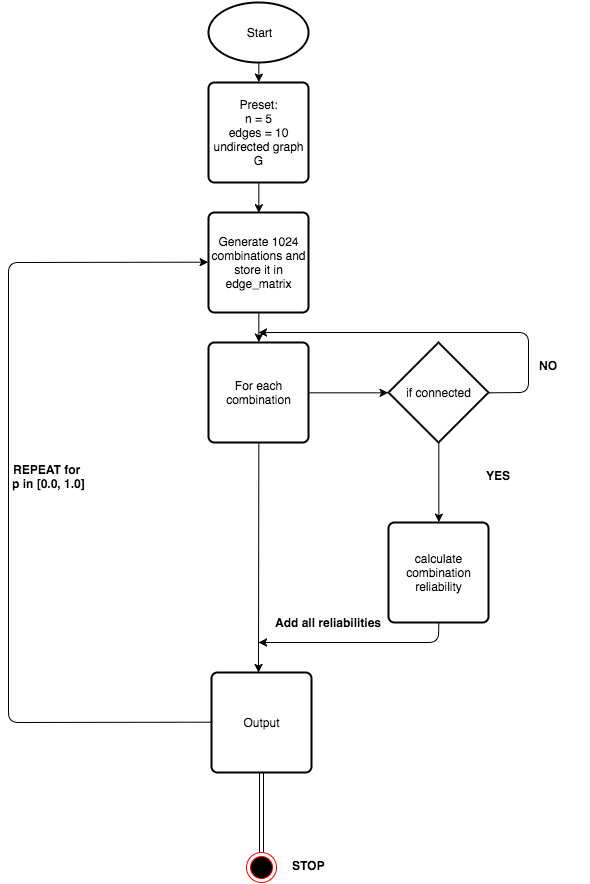 Start
Preset:
n = 5
edges = 10
undirected graph
G
Generate 1024
combinations and
store it in
edge_matrix
For each
combination
if connected
NO
REPEAT for
p in [0.0, 1.0]
YES
calculate
combination
reliability
Add all reliabilities
Output
STOP